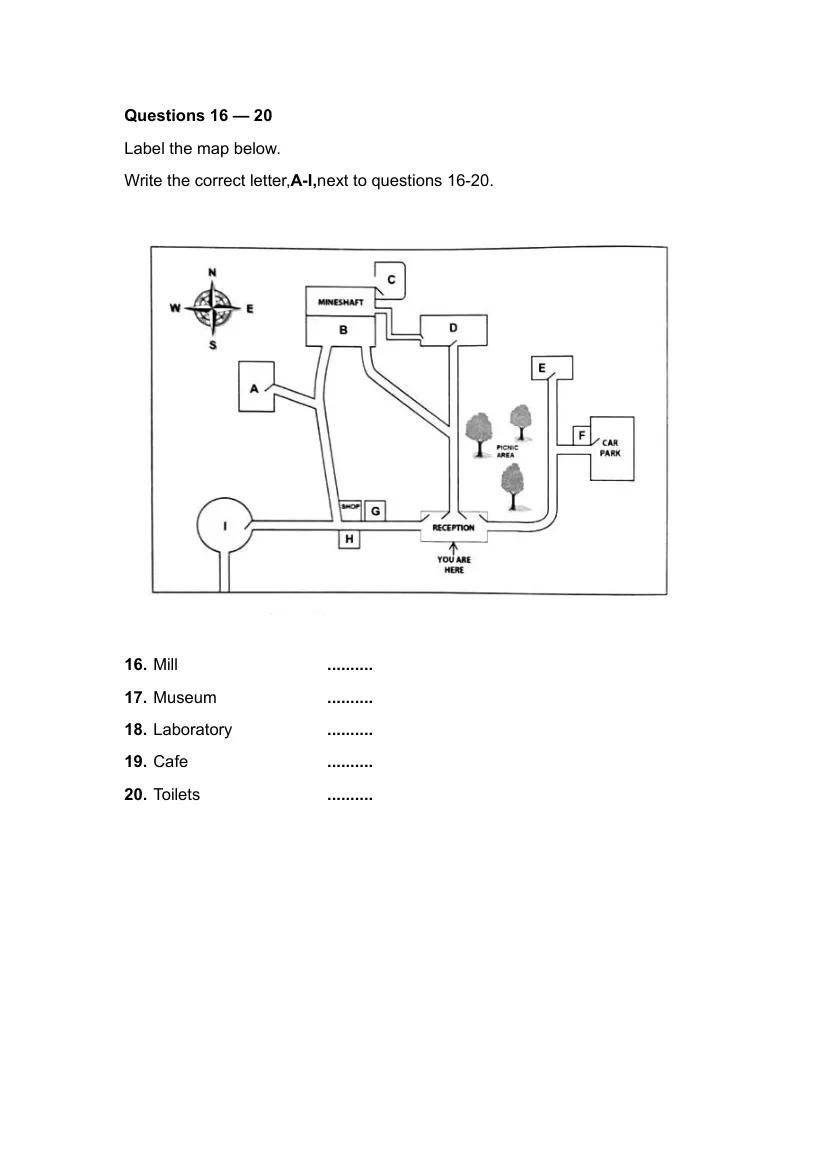 Questions 16 — 20
Label the map below.
Write the correct letter,A-I,next to questions 16-20.
N
W E
S
C
MINESHAFT
B
D
A
E
F
CAR
PARK
PICNIC
AREA
SHOP
G
I
H
RECEPTION
YOU ARE
HERE
16. Mill ..........
17. Museum ..........
18. Laboratory ..........
19. Cafe ..........
20. Toilets ..........